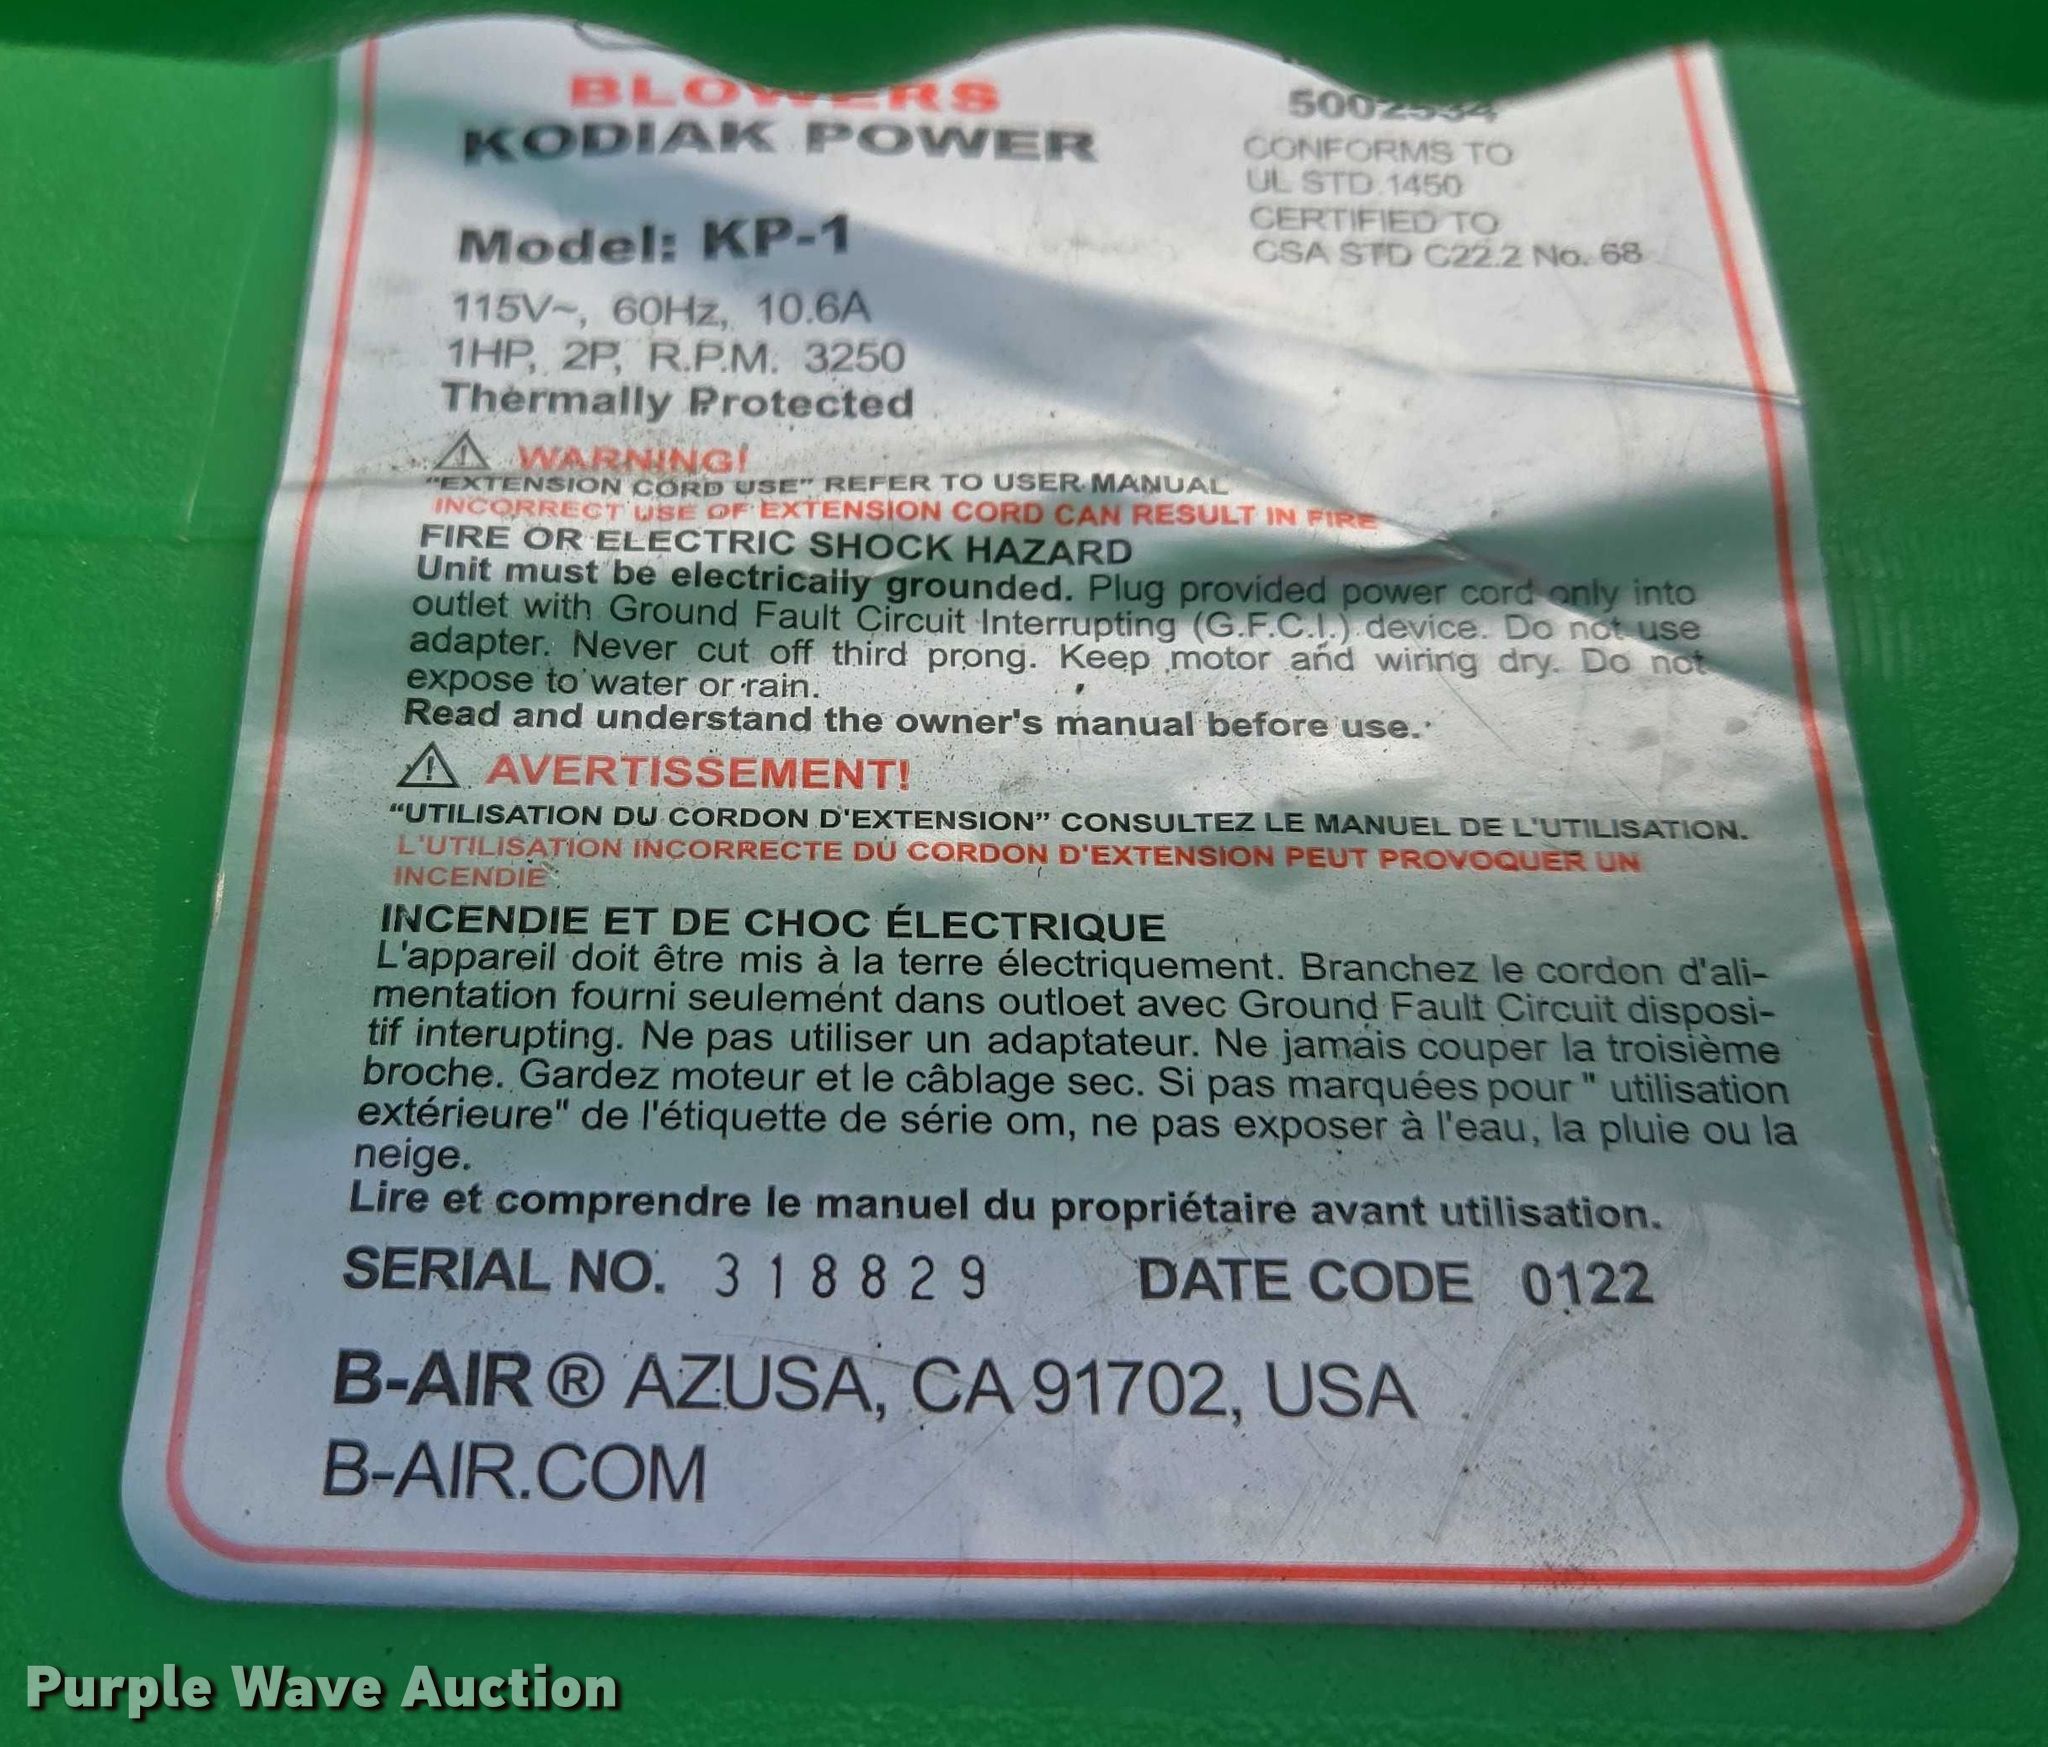 BLOWERS
KODIAK POWER
CONFORMS TO
UL STD.1450
CERTIFIED TO
CSA STD C22.2 No. 68
Model: KP-1
115V~, 60Hz, 10.6A
1HP, 2P, R.P.M. 3250
Thermally Protected
WARNING!
"EXTENSION CORD USE" REFER TO USER MANUAL
INCORRECT USE OF EXTENSION CORD CAN RESULT IN FIRE
FIRE OR ELECTRIC SHOCK HAZARD
Unit must be electrically grounded. Plug provided power cord only into
outlet with Ground Fault Circuit Interrupting (G.F.C.I.) device. Do not use
adapter. Never cut off third prong. Keep motor and wiring dry. Do not
expose to water or rain.
Read and understand the owner's manual before use.
AVERTISSEMENT!
“UTILISATION DU CORDON D'EXTENSION” CONSULTEZ LE MANUEL DE L'UTILISATION.
L'UTILISATION INCORRECTE DU CORDON D'EXTENSION PEUT PROVOQUER UN
INCENDIE
INCENDIE ET DE CHOC ÉLECTRIQUE
L'appareil doit être mis à la terre électriquement. Branchez le cordon d'ali-
mentation fourni seulement dans outloet avec Ground Fault Circuit disposi-
tif interupting. Ne pas utiliser un adaptateur. Ne jamais couper la troisième
broche. Gardez moteur et le câblage sec. Si pas marquées pour " utilisation
extérieure" de l'étiquette de série om, ne pas exposer à l'eau, la pluie ou la
neige.
Lire et comprendre le manuel du propriétaire avant utilisation.
SERIAL NO. 318829 DATE CODE 0122
B-AIR ® AZUSA, CA 91702, USA
B-AIR.COM
Purple Wave Auction